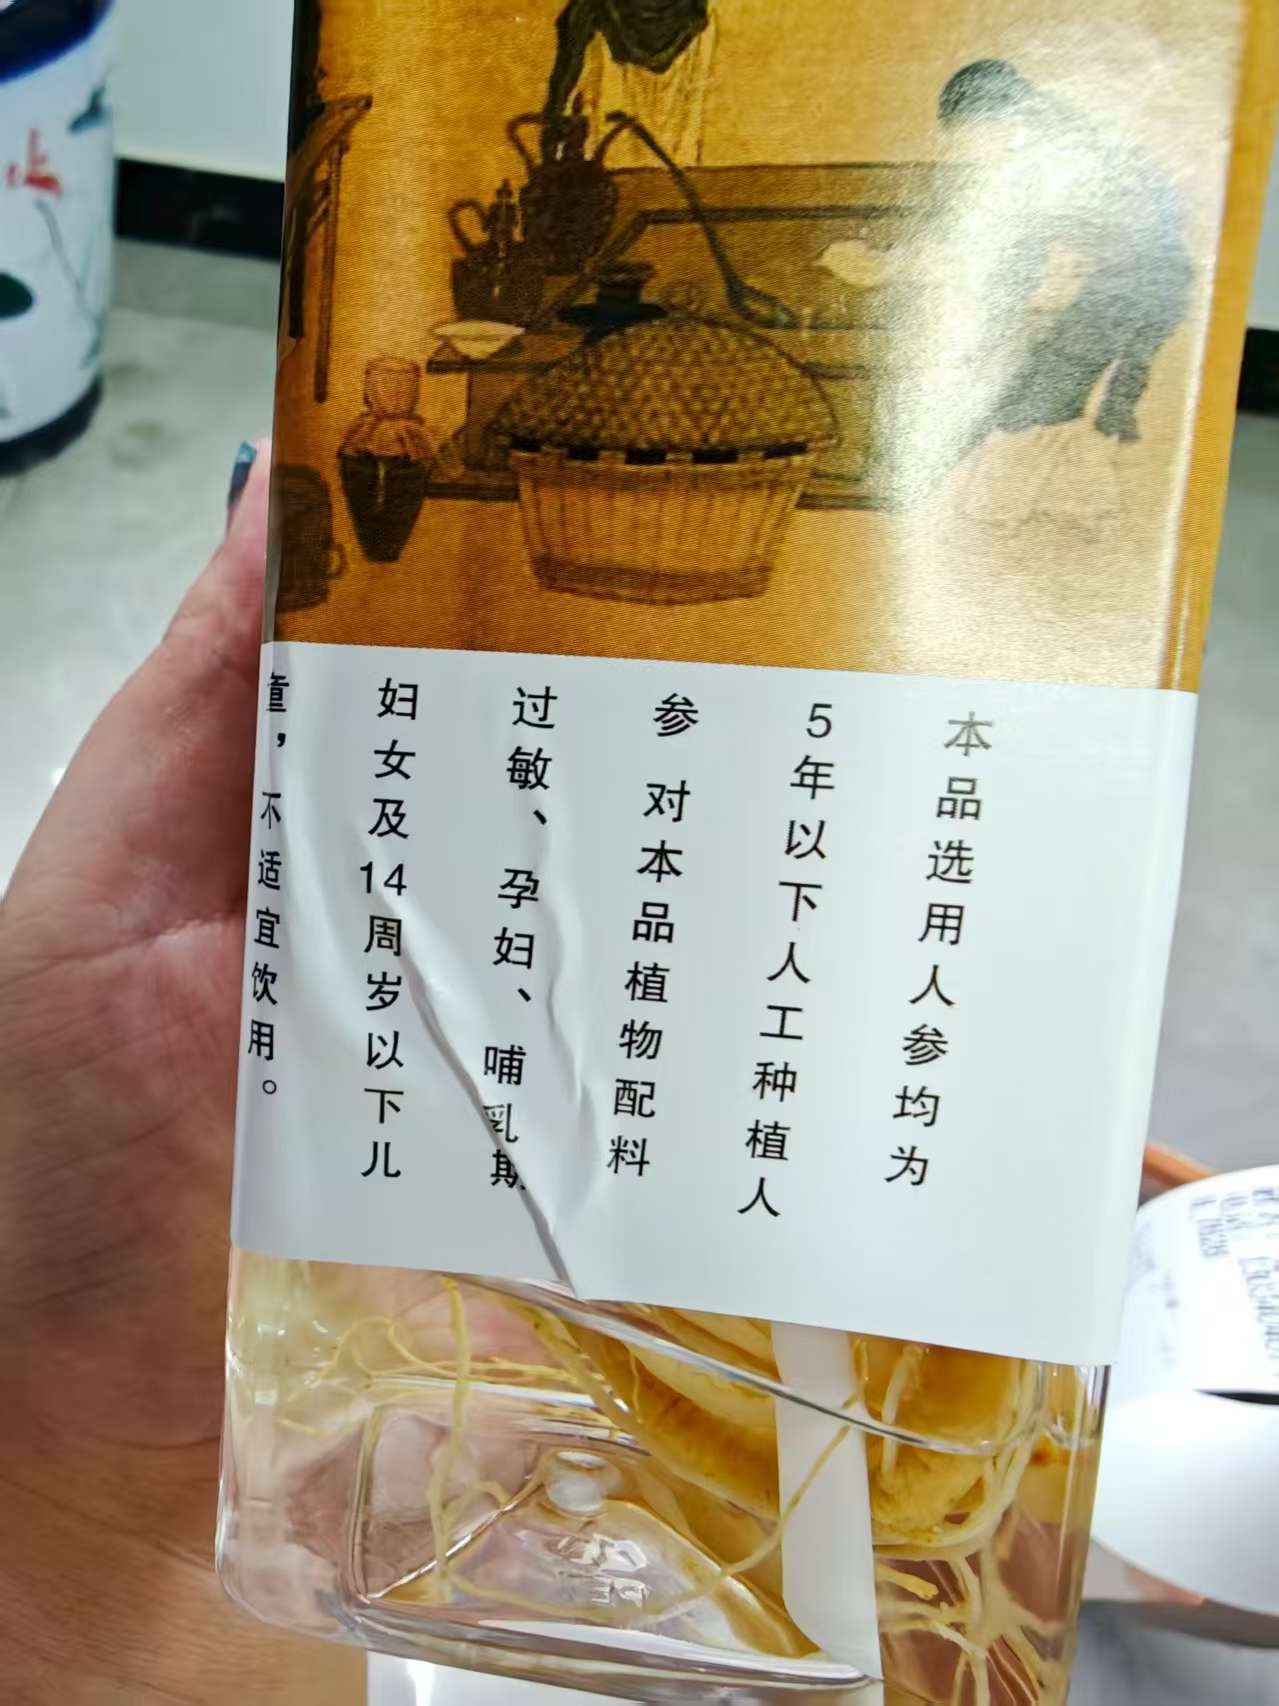 本品选用人参均为
5年以下人工种植人
参 对本品植物配料
过敏、孕妇、哺乳期
妇女及14周岁以下儿
童，不适宜饮用。